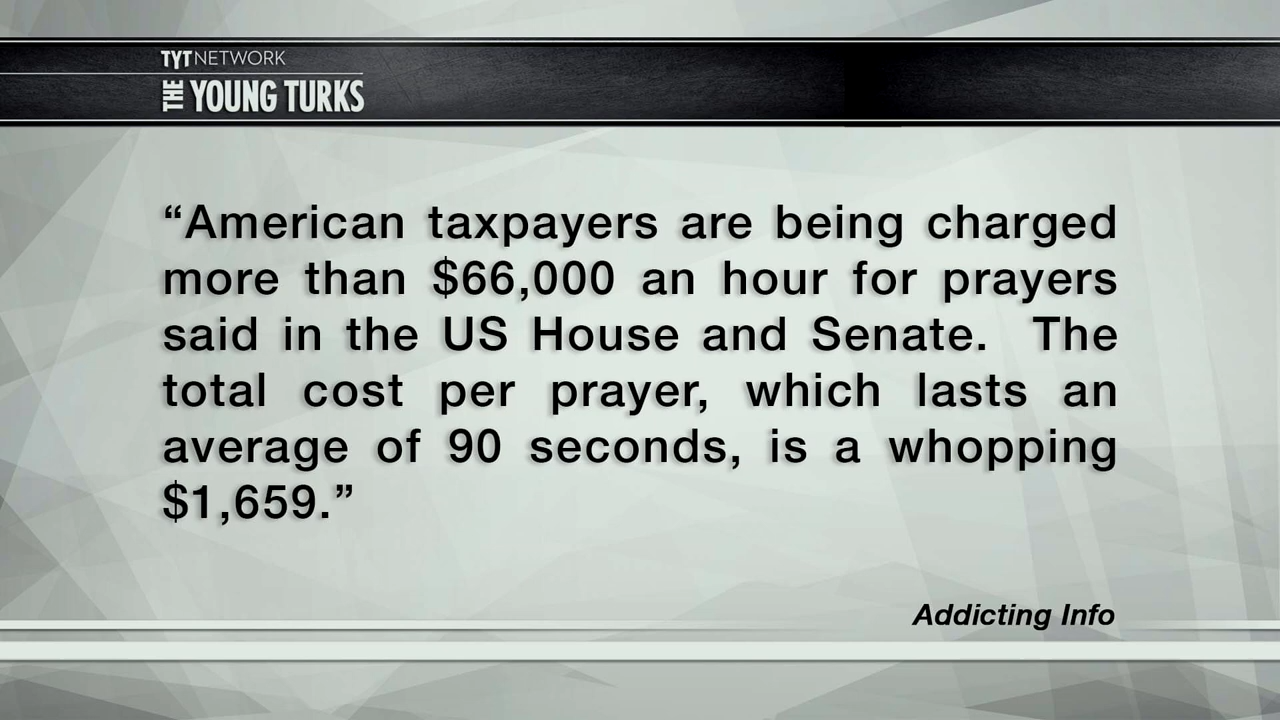 TYT NETWORK
THE YOUNG TURKS
“American taxpayers are being charged
more than $66,000 an hour for prayers
said in the US House and Senate. The
total cost per prayer, which lasts an
average of 90 seconds, is a whopping
$1,659.”
Addicting Info